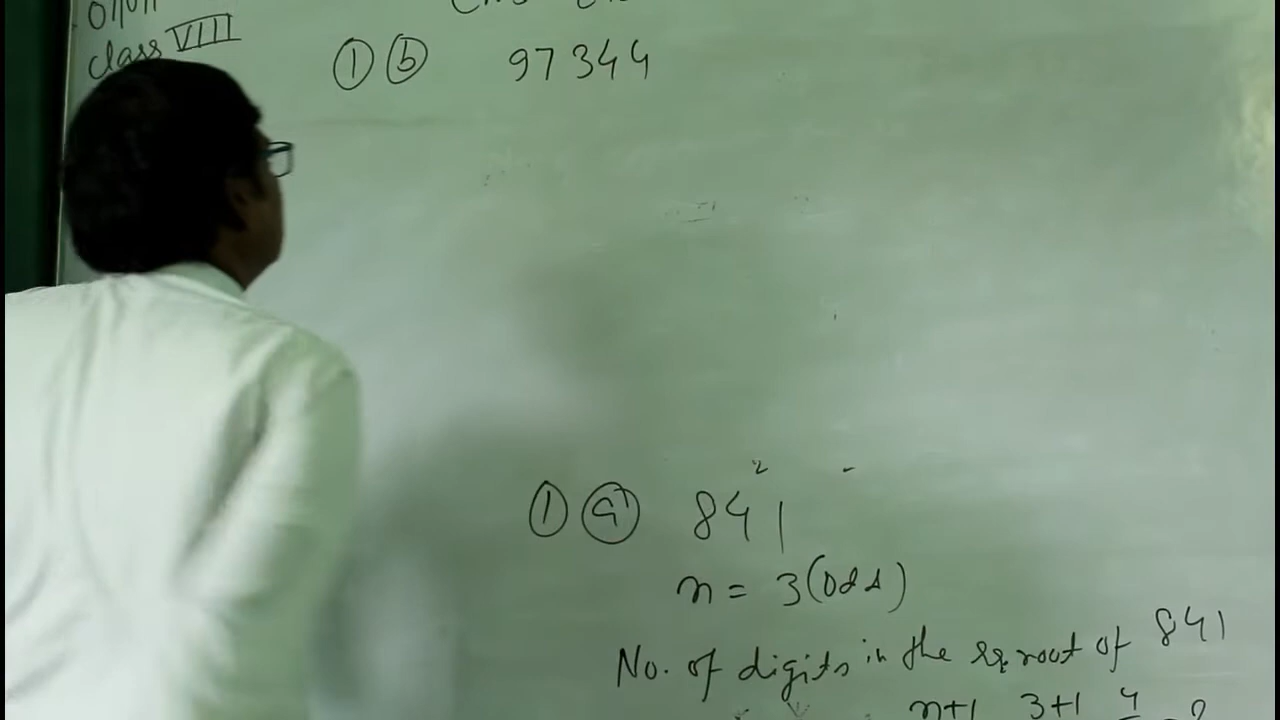 class VIII
1 b 97344
1 a 841
n = 3 (odd)
No. of digits in the sq. root of 841
n+1 3+1 4